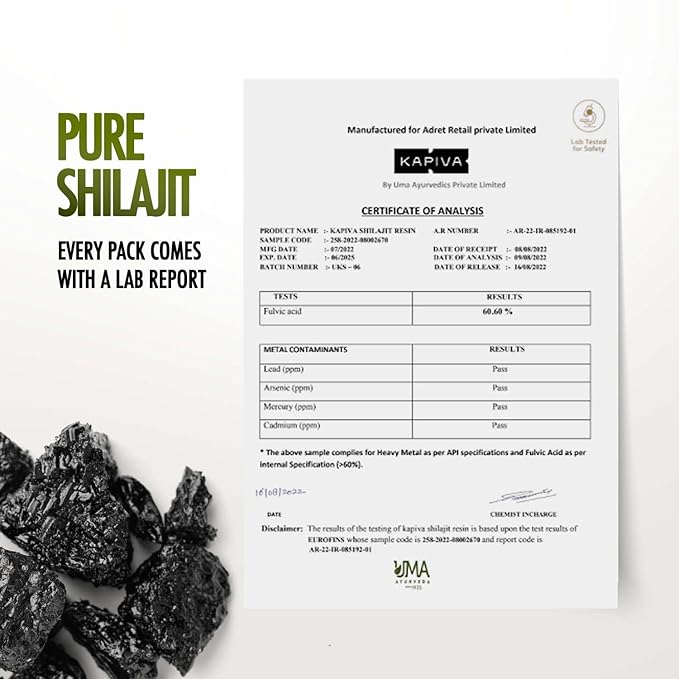 PURE
SHILAJIT
EVERY PACK COMES
WITH A LAB REPORT
Lab Tested
for Safety
Manufactured for Adret Retail private Limited
KAPIVA
By Uma Ayurvedics Private Limited
CERTIFICATE OF ANALYSIS
PRODUCT NAME :- KAPIVA SHILAJIT RESIN A.R NUMBER :- AR-22-IR-085192-01
SAMPLE CODE :- 258-2022-08002670
MFG DATE :- 07/2022 DATE OF RECEIPT :- 08/08/2022
EXP. DATE :- 06/2025 DATE OF ANALYSIS :- 09/08/2022
BATCH NUMBER :- UKS – 06 DATE OF RELEASE :- 16/08/2022
TESTS RESULTS
Fulvic acid 60.60 %
METAL CONTAMINANTS RESULTS
Lead (ppm) Pass
Arsenic (ppm) Pass
Mercury (ppm) Pass
Cadmium (ppm) Pass
* The above sample complies for Heavy Metal as per API specifications and Fulvic Acid as per
internal Specification (>60%).
16/08/2022
DATE CHEMIST INCHARGE
Disclaimer: The results of the testing of kapiva shilajit resin is based upon the test results of
EUROFINS whose sample code is 258-2022-08002670 and report code is
AR-22-IR-085192-01
UMA
AYURVEDA